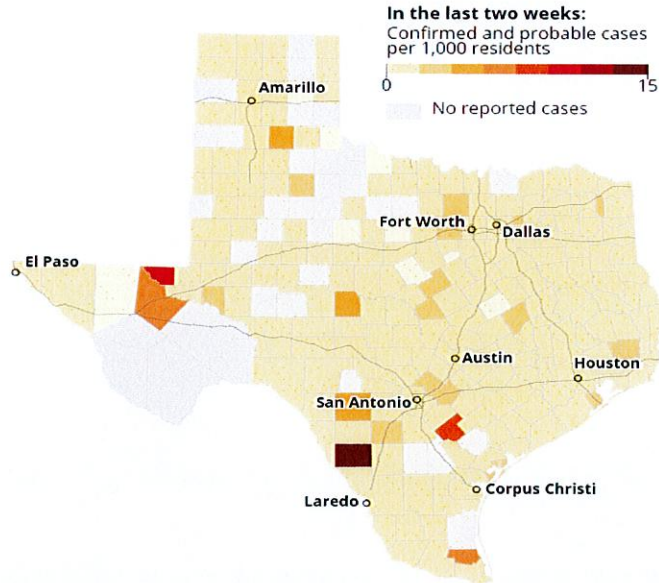 In the last two weeks:
Confirmed and probable cases
per 1,000 residents
0 15
No reported cases
Amarillo
Fort Worth
Dallas
El Paso
Austin
Houston
San Antonio
Laredo
Corpus Christi